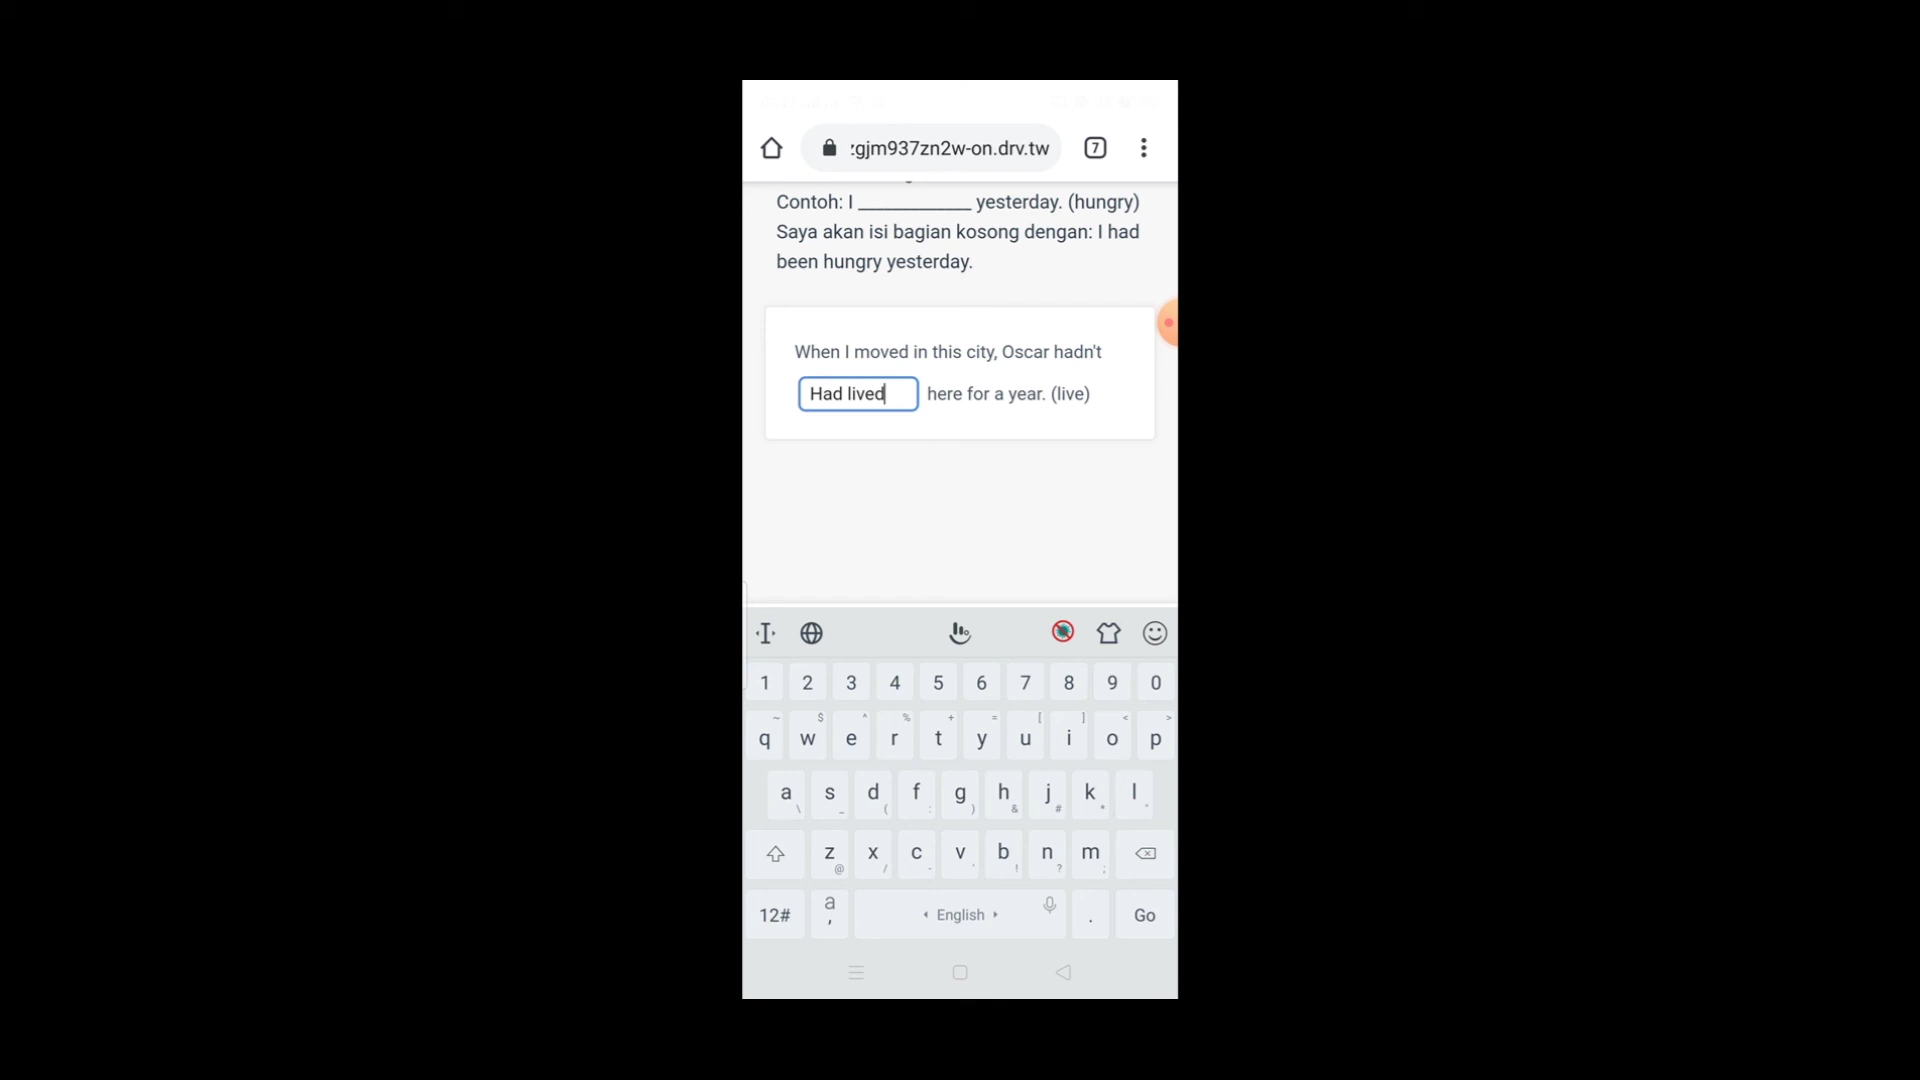 :gjm937zn2w-on.drv.tw
7
Contoh: I ____________ yesterday. (hungry)
Saya akan isi bagian kosong dengan: I had
been hungry yesterday.
When I moved in this city, Oscar hadn't
Had lived here for a year. (live)
1 2 3 4 5 6 7 8 9 0
~ $ ^ % + = [ ] < >
q w e r t y u i o p
a s d f g h j k l
\ _ ( : ) & # * "
z x c v b n m
@ / - ' ! ? ;
12# a , English . Go